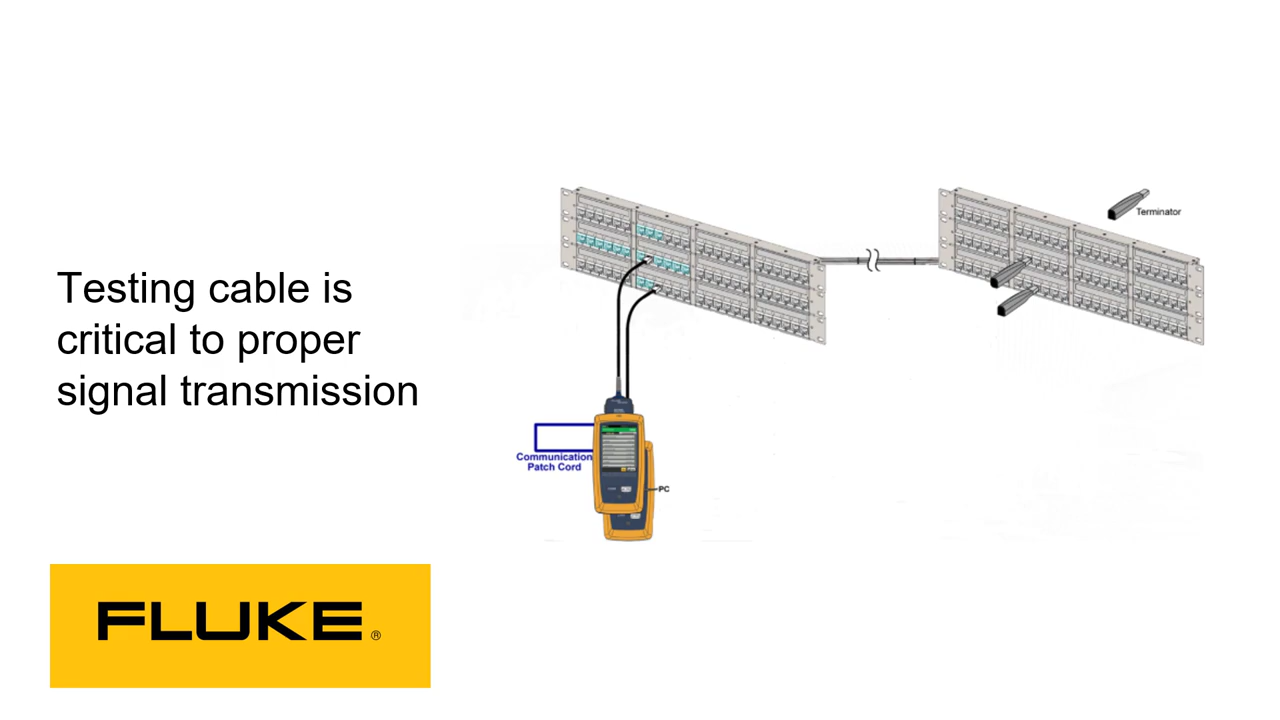 Testing cable is
critical to proper
signal transmission
Terminator
Communication
Patch Cord
PC
FLUKE®